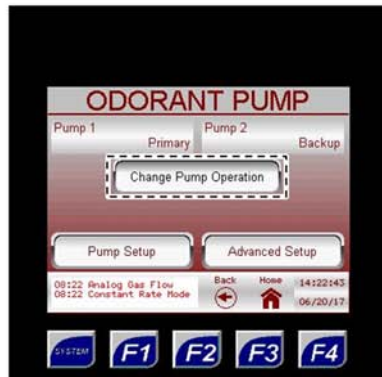 ODORANT PUMP
Pump 1
Primary
Pump 2
Backup
Change Pump Operation
Pump Setup
Advanced Setup
08:22 Analog Gas Flow
08:22 Constant Rate Mode
Back
Home
14:22:43
06/20/17
SYSTEM
F1
F2
F3
F4